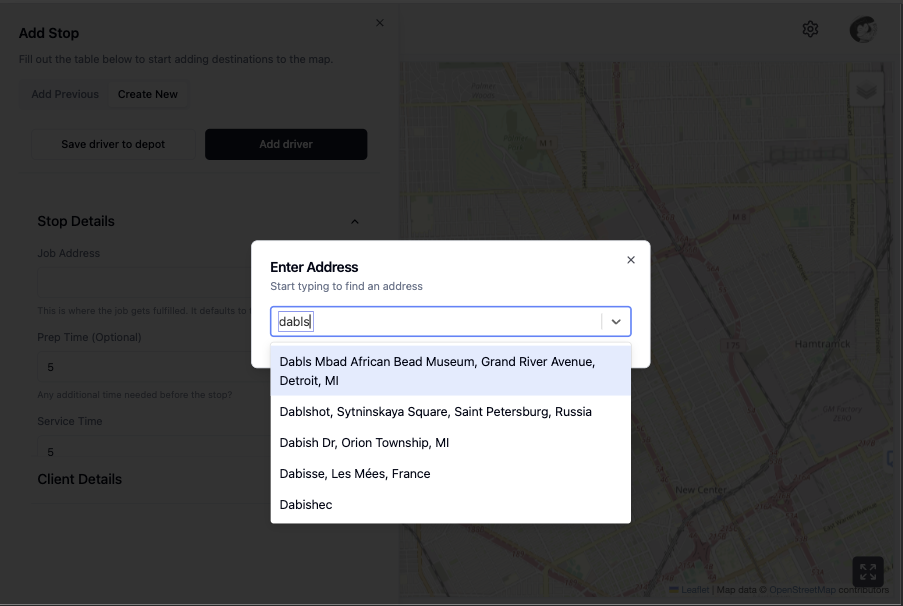 Add Stop
Fill out the table below to start adding destinations to the map.
Add Previous
Create New
Save driver to depot
Add driver
Stop Details
Job Address
This is where the job gets fulfilled. It defaults to
Prep Time (Optional)
5
Any additional time needed before the stop?
Service Time
5
Client Details
Enter Address
Start typing to find an address
dabls
Dabls Mbad African Bead Museum, Grand River Avenue,
Detroit, MI
Dablshot, Sytninskaya Square, Saint Petersburg, Russia
Dabish Dr, Orion Township, MI
Dabisse, Les Mées, France
Dabishec
M 1
M 8
I 75
Hamtramck
New Center
Leaflet | Map data © OpenStreetMap contributors